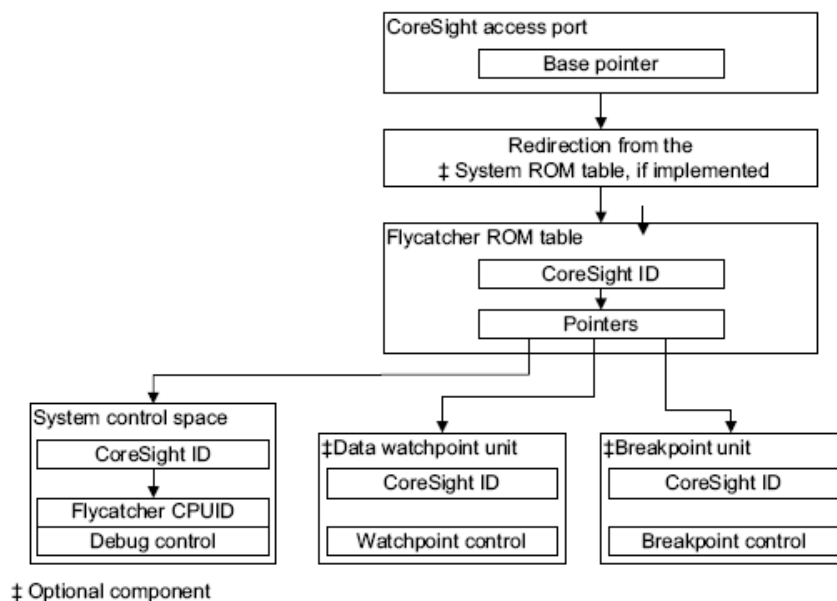 CoreSight access port
Base pointer
Redirection from the
‡ System ROM table, if implemented
Flycatcher ROM table
CoreSight ID
Pointers
System control space
CoreSight ID
Flycatcher CPUID
Debug control
‡Data watchpoint unit
CoreSight ID
Watchpoint control
‡Breakpoint unit
CoreSight ID
Breakpoint control
‡ Optional component